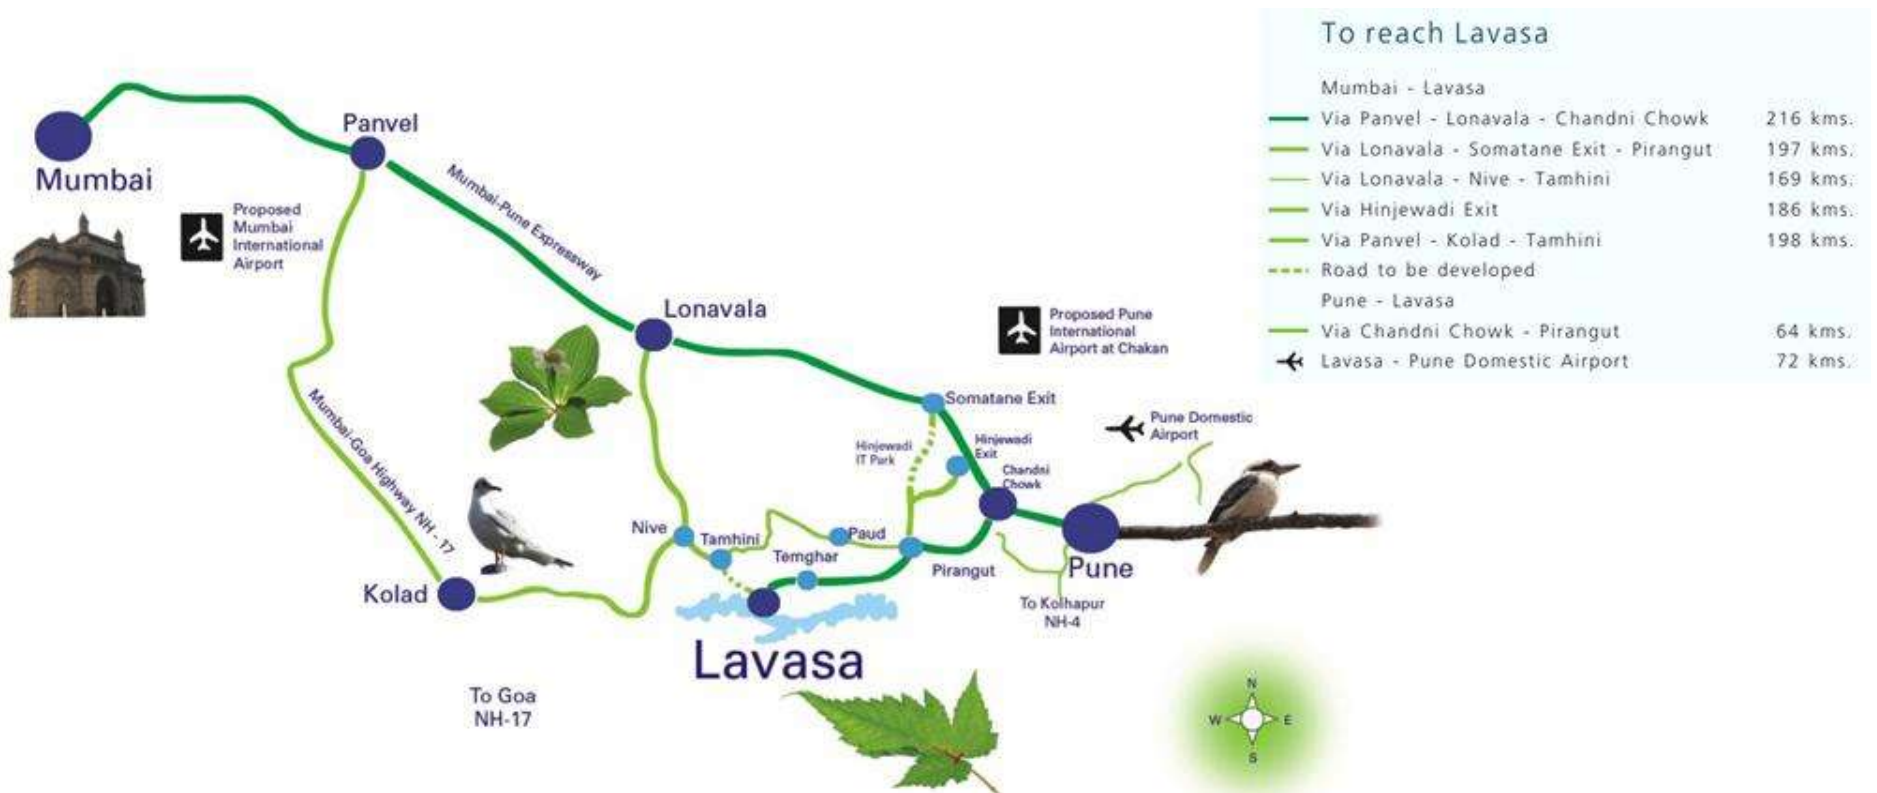 To reach Lavasa
Mumbai - Lavasa
Via Panvel - Lonavala - Chandni Chowk 216 kms.
Via Lonavala - Somatane Exit - Pirangut 197 kms.
Via Lonavala - Nive - Tamhini 169 kms.
Via Hinjewadi Exit 186 kms.
Via Panvel - Kolad - Tamhini 198 kms.
Road to be developed
Pune - Lavasa
Via Chandni Chowk - Pirangut 64 kms.
Lavasa - Pune Domestic Airport 72 kms.
Panvel
Mumbai
Mumbai-Pune Expressway
Proposed
Mumbai
International
Airport
Lonavala
Proposed Pune
International
Airport at Chakan
Mumbai-Goa Highway NH - 17
Somatane Exit
Pune Domestic
Airport
Hinjewadi
IT Park
Hinjewadi
Exit
Chandni
Chowk
Nive
Tamhini
Paud
Temghar
Pirangut
Pune
Kolad
To Kolhapur
NH-4
Lavasa
To Goa
NH-17
N
W
E
S